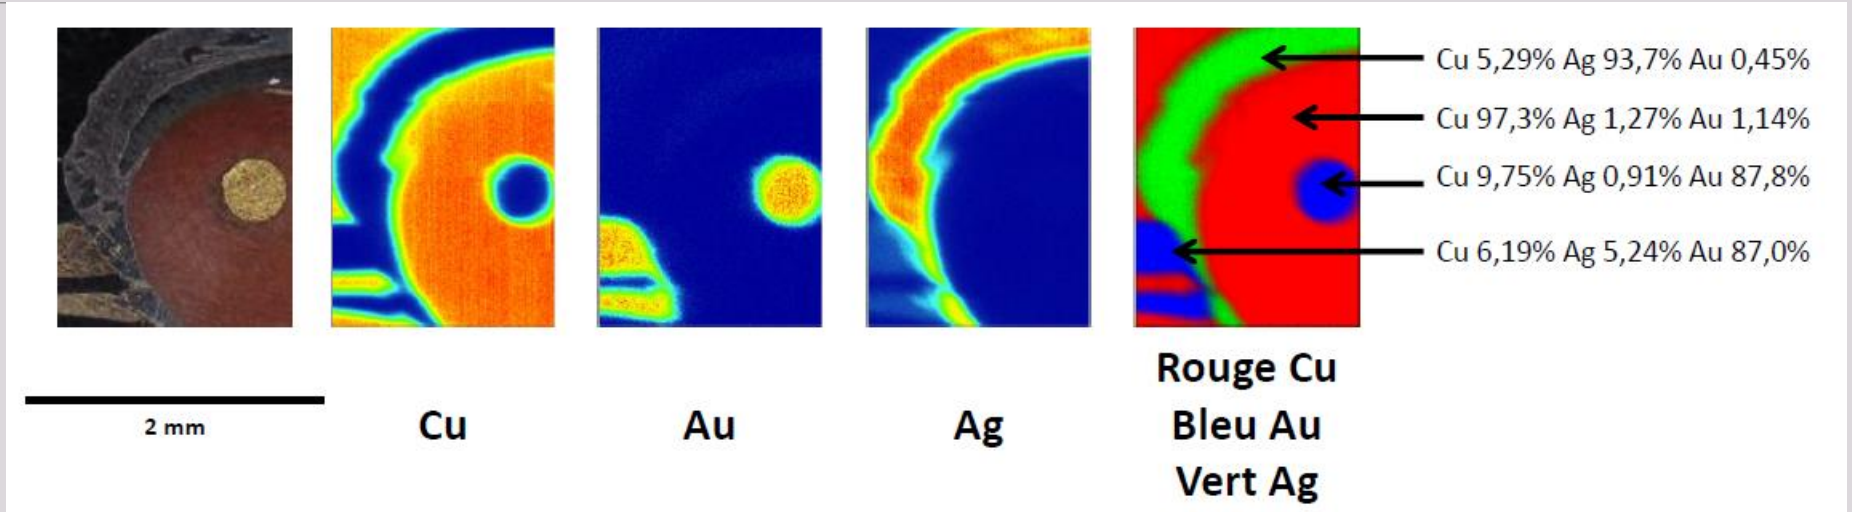 Cu 5,29% Ag 93,7% Au 0,45%
Cu 97,3% Ag 1,27% Au 1,14%
Cu 9,75% Ag 0,91% Au 87,8%
Cu 6,19% Ag 5,24% Au 87,0%
2 mm
Cu
Au
Ag
Rouge Cu
Bleu Au
Vert Ag